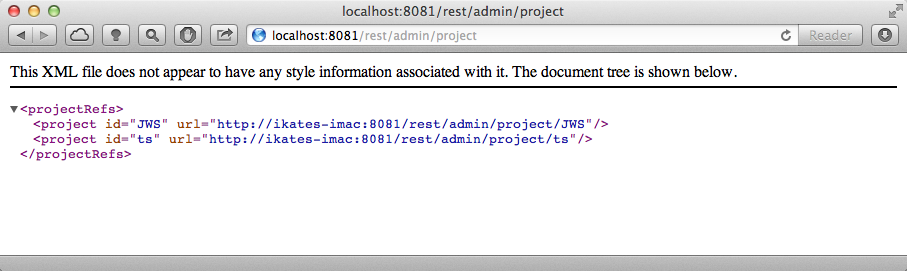 localhost:8081/rest/admin/project
localhost:8081/rest/admin/project
Reader
This XML file does not appear to have any style information associated with it. The document tree is shown below.
<projectRefs>
<project id="JWS" url="http://ikates-imac:8081/rest/admin/project/JWS"/>
<project id="ts" url="http://ikates-imac:8081/rest/admin/project/ts"/>
</projectRefs>